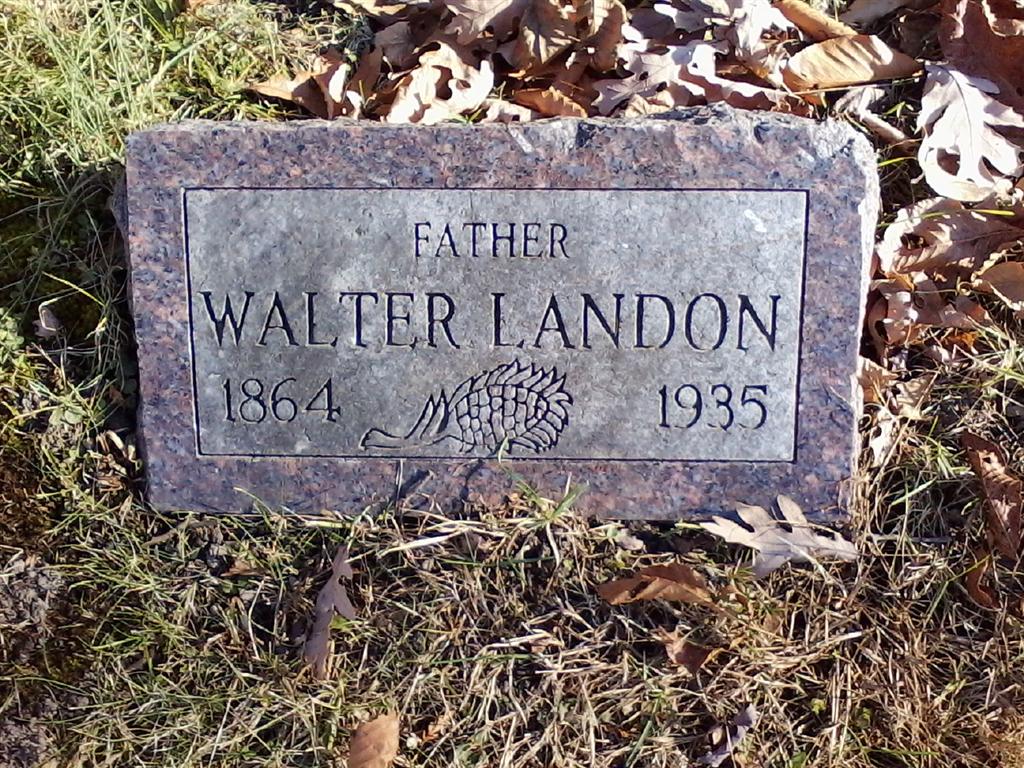 FATHER
WALTER LANDON
1864 1935